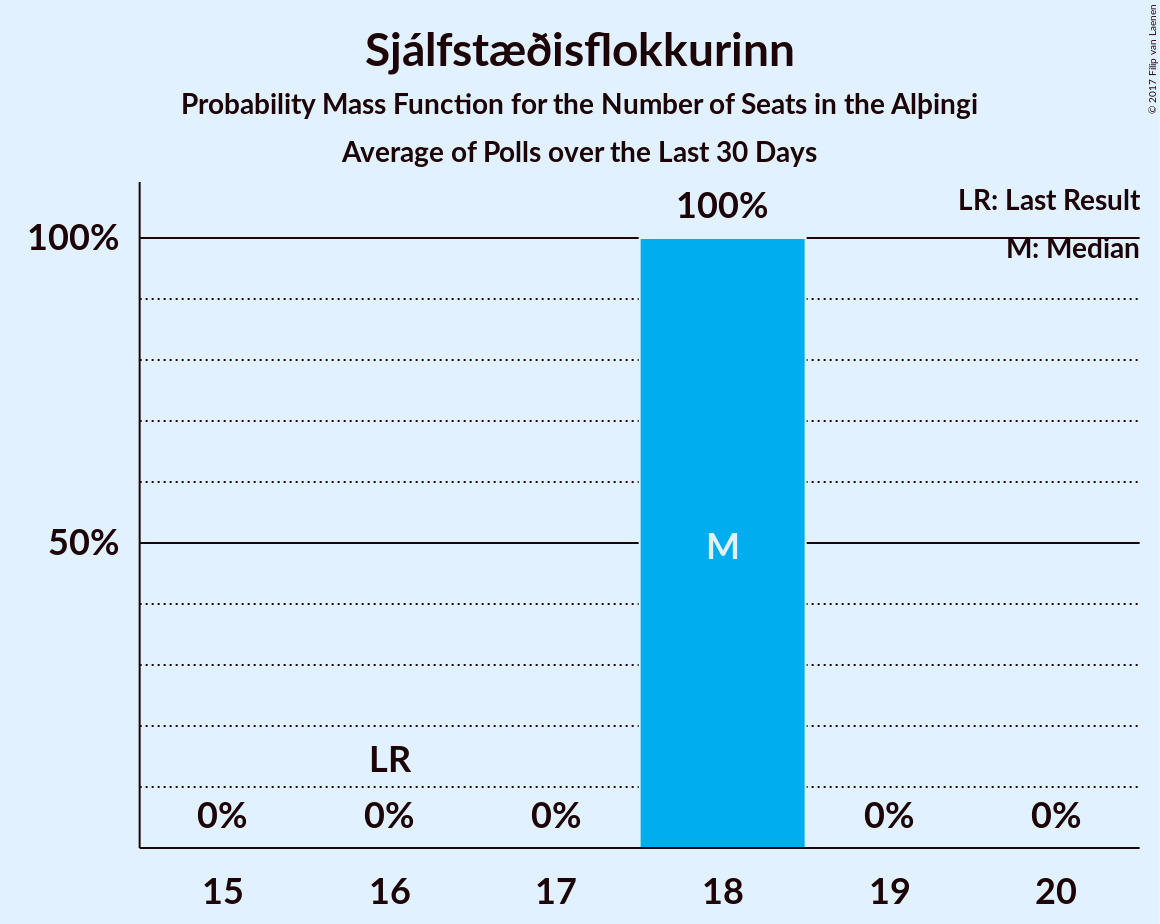 Sjálfstæðisflokkurinn
Probability Mass Function for the Number of Seats in the Alþingi
Average of Polls over the Last 30 Days
© 2017 Filip van Laenen
LR: Last Result
M: Median
100%
100%
50%
M
LR
0%
0%
0%
0%
0%
15
16
17
18
19
20